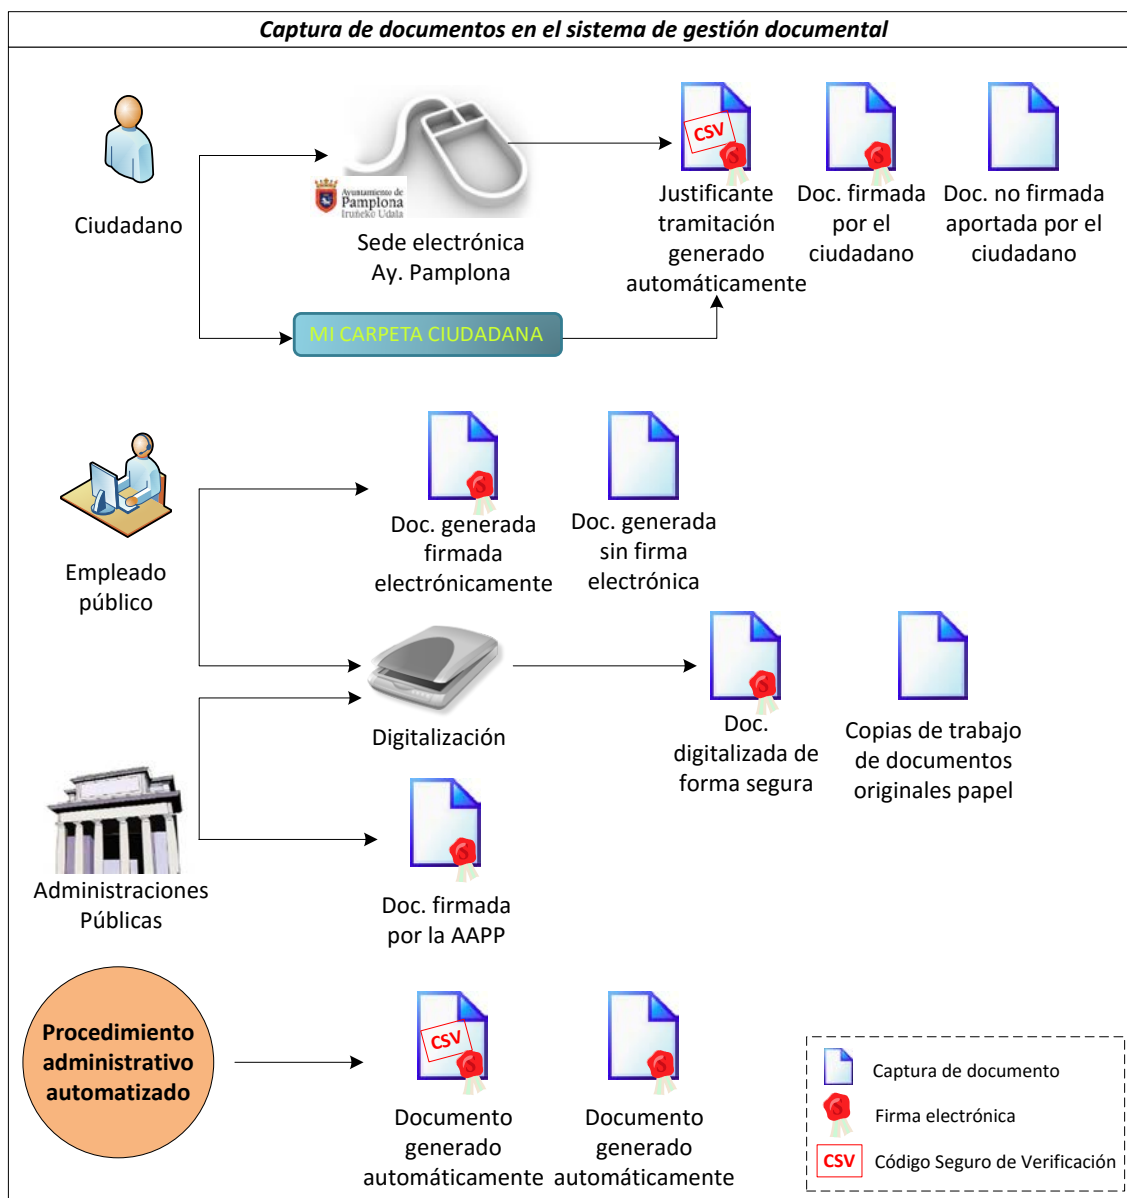 Captura de documentos en el sistema de gestión documental
Ciudadano
Ayuntamiento de
Pamplona
Iruñeko Udala
Sede electrónica
Ay. Pamplona
CSV
Justificante
tramitación
generado
automáticamente
Doc. firmada
por el
ciudadano
Doc. no firmada
aportada por el
ciudadano
MI CARPETA CIUDADANA
Empleado
público
Doc. generada
firmada
electrónicamente
Doc. generada
sin firma
electrónica
Digitalización
Doc.
digitalizada de
forma segura
Copias de trabajo
de documentos
originales papel
Administraciones
Públicas
Doc. firmada
por la AAPP
Procedimiento
administrativo
automatizado
CSV
Documento
generado
automáticamente
Documento
generado
automáticamente
Captura de documento
Firma electrónica
CSV Código Seguro de Verificación